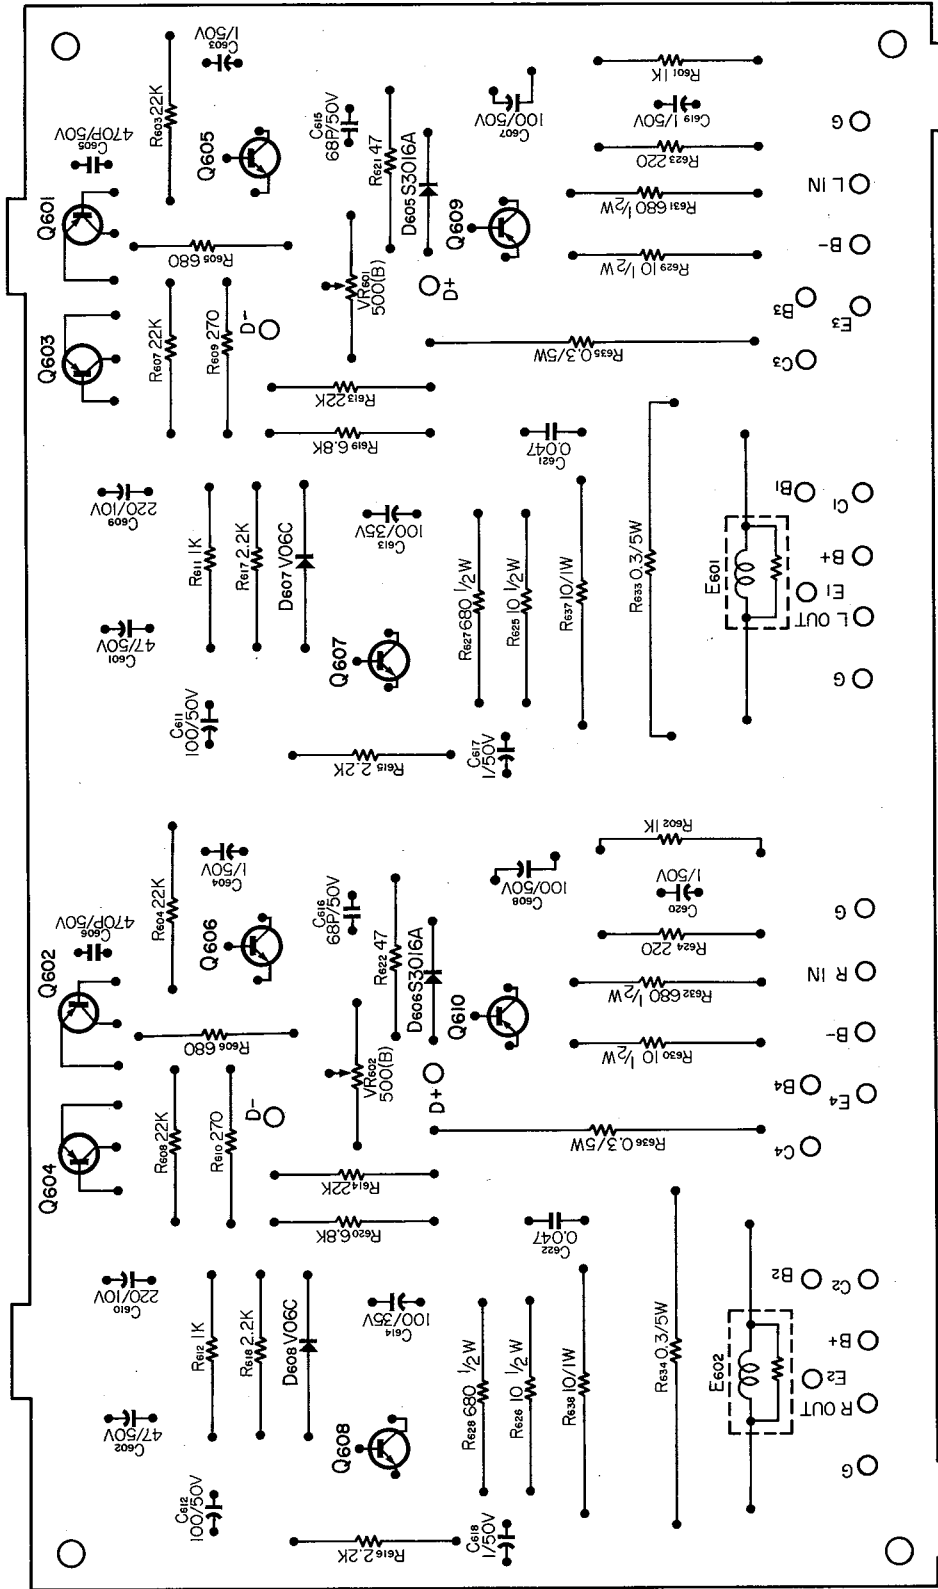 C603
1/50V
C605
470P/50V
R603 22K
Q605
Q601
R605 680
C615
68P/50V
R621 47
D605 S3016A
C607
100/50V
R601 1K
C619 1/50V
R623 220
R631 680 1/2W
R629 10 1/2W
Q609
G
L IN
B-
B3
E3
C3
VR601
500(B)
D+
D-
Q603
R607 22K
R609 270
R613 22K
R619 6.8K
R635 0.3/5W
C621
0.047
C609
220/10V
R611 1K
R617 2.2K
D607 V06C
C613
100/35V
R627 680 1/2W
R625 10 1/2W
R637 10/1W
R633 0.3/5W
E601
B1
C1
B+
E1
L OUT
G
C601
47/50V
Q607
C611
100/50V
R615 2.2K
C617
1/50V
C604
1/50V
C606
470P/50V
R604 22K
Q606
Q602
R606 680
C616
68P/50V
R622 47
D606 S3016A
C608
100/50V
R602 1K
C620
1/50V
R624 220
R632 680 1/2W
R630 10 1/2W
Q610
G
R IN
B-
B4
E4
C4
VR602
500(B)
D+
D-
Q604
R608 22K
R610 270
R614 22K
R620 6.8K
R636 0.3/5W
C622
0.047
C610
220/10V
R612 1K
R618 2.2K
D608 V06C
C614
100/35V
R628 680 1/2W
R626 10 1/2W
R638 10/1W
R634 0.3/5W
E602
B2
C2
B+
E2
R OUT
G
C602
47/50V
Q608
C612
100/50V
R616 2.2K
C618
1/50V